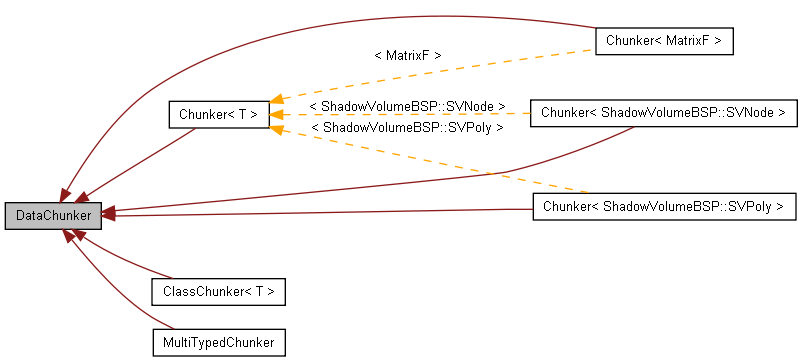 Chunker< MatrixF >
< MatrixF >
Chunker< T >
< ShadowVolumeBSP::SVNode >
Chunker< ShadowVolumeBSP::SVNode >
< ShadowVolumeBSP::SVPoly >
DataChunker
Chunker< ShadowVolumeBSP::SVPoly >
ClassChunker< T >
MultiTypedChunker